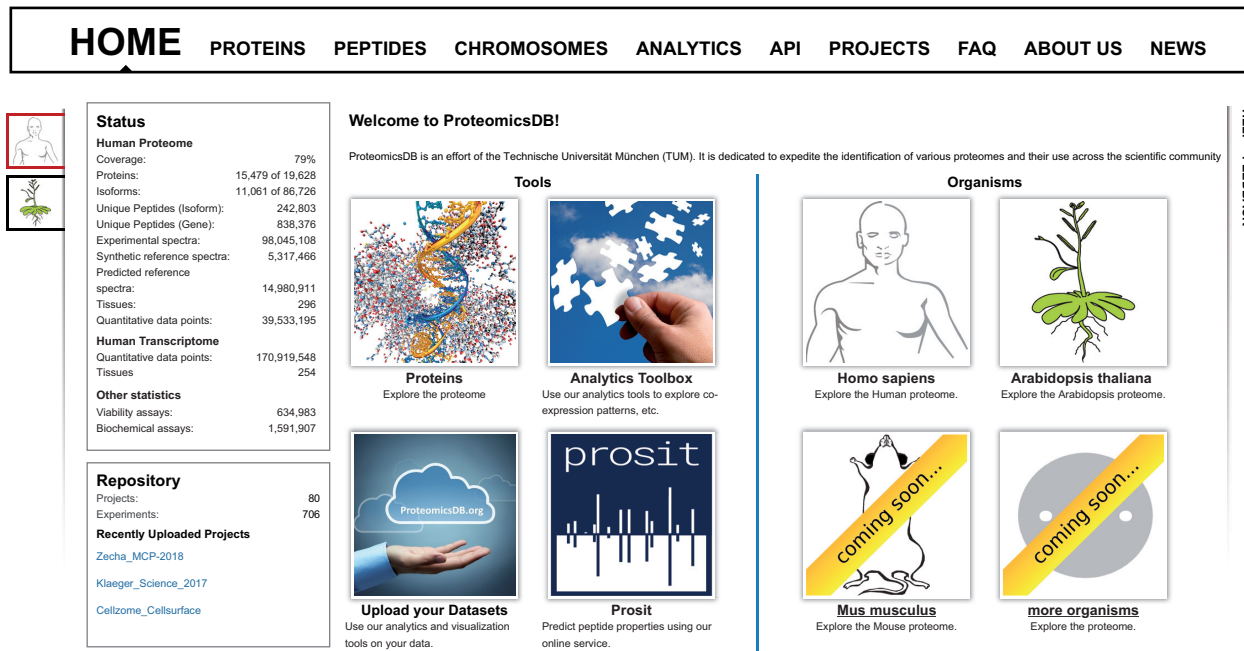 HOME PROTEINS PEPTIDES CHROMOSOMES ANALYTICS API PROJECTS FAQ ABOUT US NEWS
Status
Human Proteome
Coverage: 79%
Proteins: 15,479 of 19,628
Isoforms: 11,061 of 86,726
Unique Peptides (Isoform): 242,803
Unique Peptides (Gene): 838,376
Experimental spectra: 98,045,108
Synthetic reference spectra: 5,317,466
Predicted reference
spectra: 14,980,911
Tissues: 296
Quantitative data points: 39,533,195
Human Transcriptome
Quantitative data points: 170,919,548
Tissues 254
Other statistics
Viability assays: 634,983
Biochemical assays: 1,591,907
Repository
Projects: 80
Experiments: 706
Recently Uploaded Projects
Zecha_MCP-2018
Klaeger_Science_2017
Cellzome_Cellsurface
Welcome to ProteomicsDB!
ProteomicsDB is an effort of the Technische Universität München (TUM). It is dedicated to expedite the identification of various proteomes and their use across the scientific community
Tools
Proteins
Explore the proteome
Analytics Toolbox
Use our analytics tools to explore co-
expression patterns, etc.
ProteomicsDB.org
Upload your Datasets
Use our analytics and visualization
tools on your data.
prosit
Prosit
Predict peptide properties using our
online service.
Organisms
Homo sapiens
Explore the Human proteome.
Arabidopsis thaliana
Explore the Arabidopsis proteome.
coming soon...
Mus musculus
Explore the Mouse proteome.
coming soon...
more organisms
Explore the proteome.